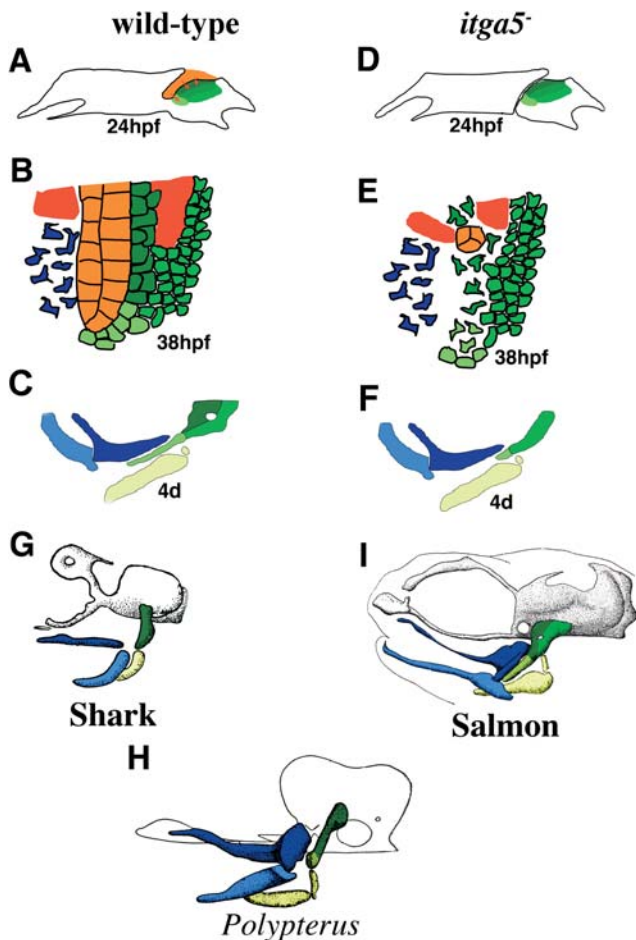 wild-type
itga5-
A
24hpf
D
24hpf
B
38hpf
E
38hpf
C
4d
F
4d
G
Shark
I
Salmon
H
Polypterus